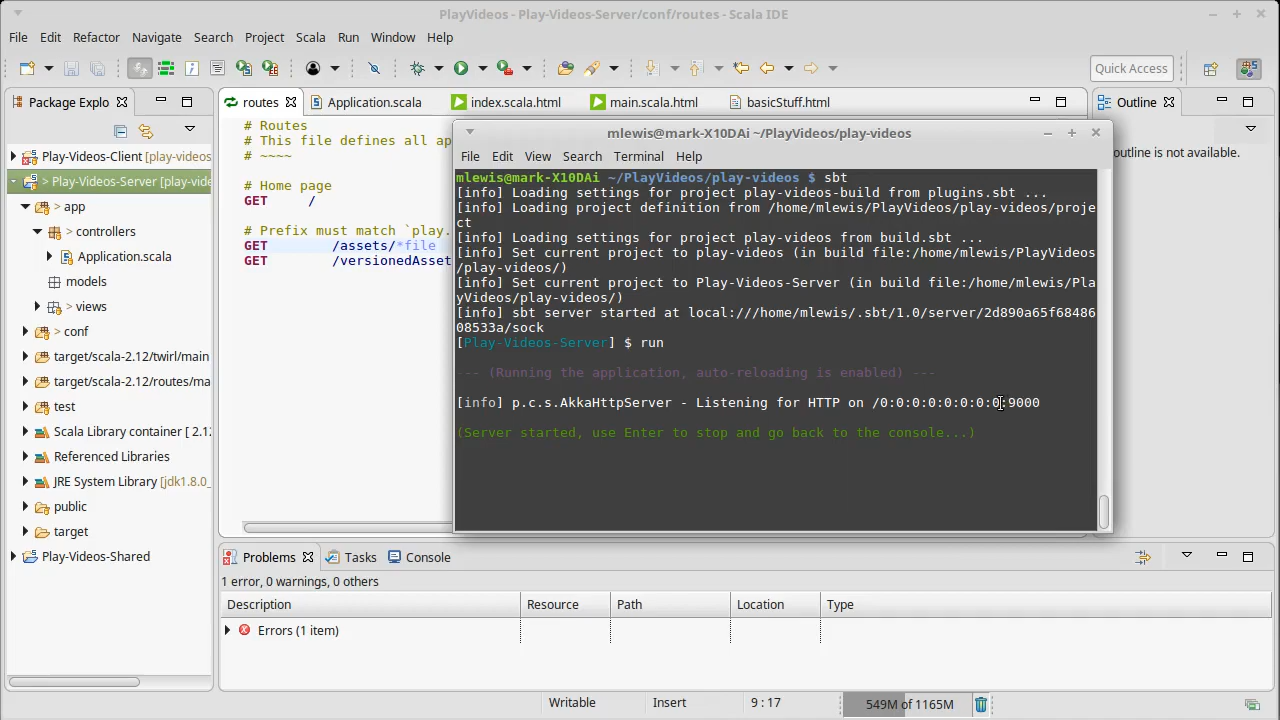 PlayVideos - Play-Videos-Server/conf/routes - Scala IDE
File Edit Refactor Navigate Search Project Scala Run Window Help
Quick Access
Package Explo
routes
Application.scala
index.scala.html
main.scala.html
basicStuff.html
Outline
Play-Videos-Client [play-videos
> Play-Videos-Server [play-vide
> app
> controllers
> Application.scala
models
> views
> conf
target/scala-2.12/twirl/main
target/scala-2.12/routes/ma
test
Scala Library container [ 2.12
Referenced Libraries
JRE System Library [jdk1.8.0_
public
target
Play-Videos-Shared
# Routes
# This file defines all ap
# ~~~~
# Home page
GET /
# Prefix must match `play.
GET /assets/*file
GET /versionedAsset
outline is not available.
mlewis@mark-X10DAi ~/PlayVideos/play-videos
File Edit View Search Terminal Help
mlewis@mark-X10DAi ~/PlayVideos/play-videos $ sbt
[info] Loading settings for project play-videos-build from plugins.sbt ...
[info] Loading project definition from /home/mlewis/PlayVideos/play-videos/proje
ct
[info] Loading settings for project play-videos from build.sbt ...
[info] Set current project to play-videos (in build file:/home/mlewis/PlayVideos
/play-videos/)
[info] Set current project to Play-Videos-Server (in build file:/home/mlewis/Pla
yVideos/play-videos/)
[info] sbt server started at local:///home/mlewis/.sbt/1.0/server/2d890a65f68486
08533a/sock
[Play-Videos-Server] $ run
--- (Running the application, auto-reloading is enabled) ---
[info] p.c.s.AkkaHttpServer - Listening for HTTP on /0:0:0:0:0:0:0:0:9000
(Server started, use Enter to stop and go back to the console...)
Problems
Tasks
Console
1 error, 0 warnings, 0 others
Description Resource Path Location Type
Errors (1 item)
Writable Insert 9 : 17 549M of 1165M